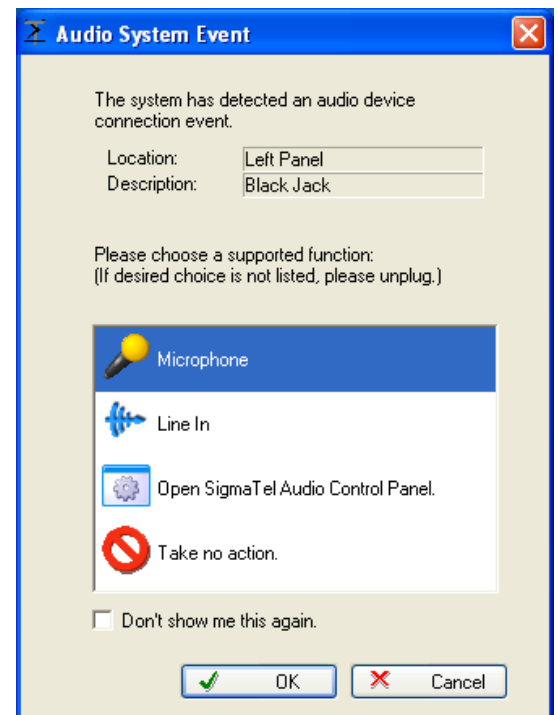 Audio System Event
The system has detected an audio device
connection event.
Location: Left Panel
Description: Black Jack
Please choose a supported function:
(If desired choice is not listed, please unplug.)
Microphone
Line In
Open SigmaTel Audio Control Panel.
Take no action.
Don't show me this again.
OK Cancel